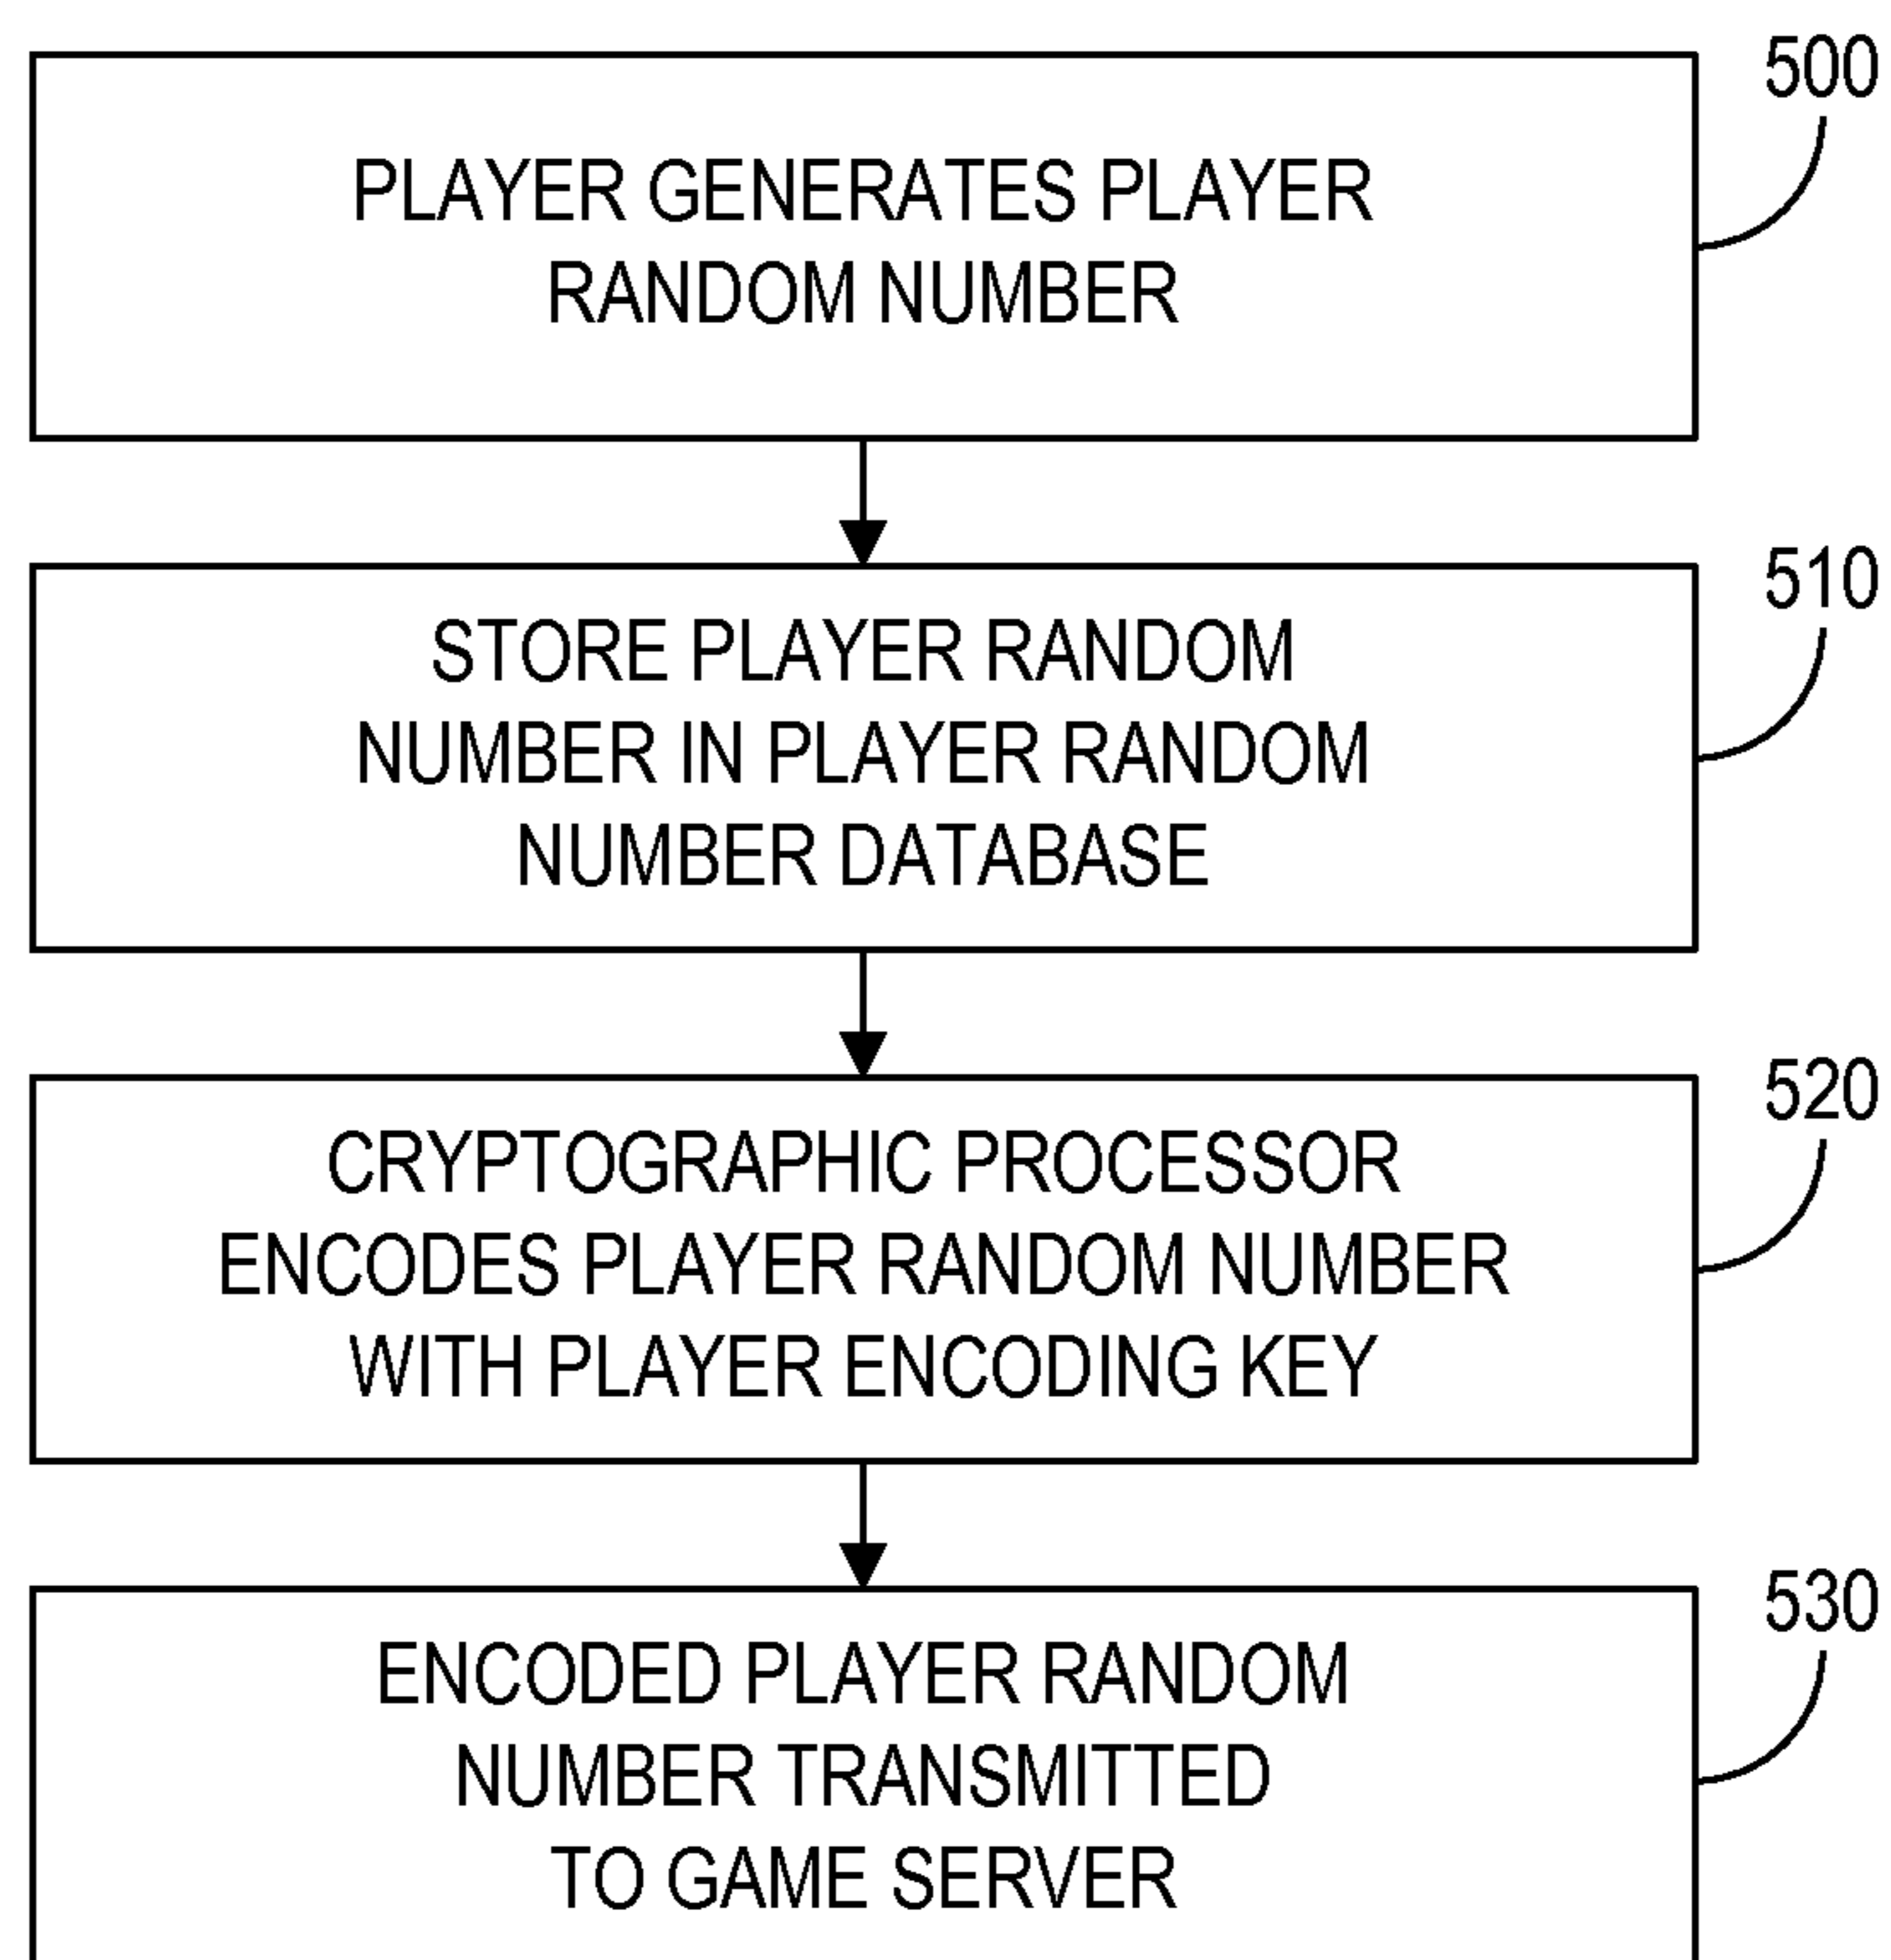 500
PLAYER GENERATES PLAYER
RANDOM NUMBER
510
STORE PLAYER RANDOM
NUMBER IN PLAYER RANDOM
NUMBER DATABASE
520
CRYPTOGRAPHIC PROCESSOR
ENCODES PLAYER RANDOM NUMBER
WITH PLAYER ENCODING KEY
530
ENCODED PLAYER RANDOM
NUMBER TRANSMITTED
TO GAME SERVER